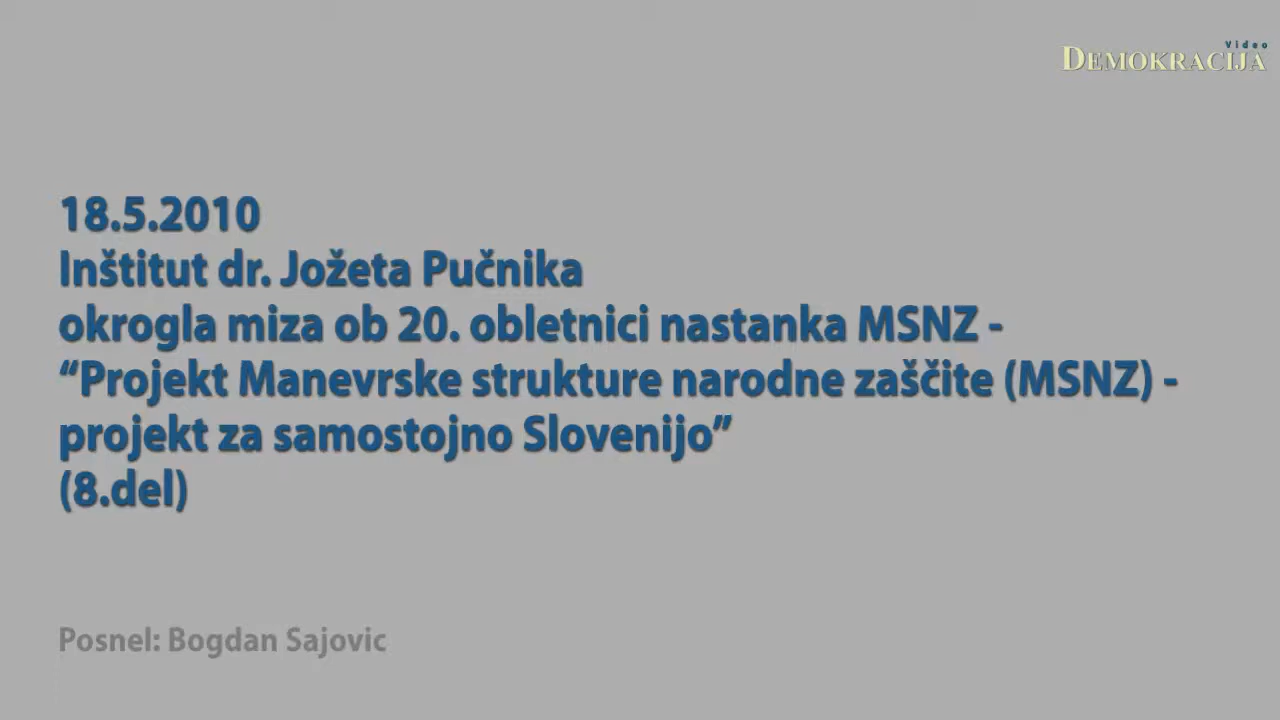 Video
DEMOKRACIJA
18.5.2010
Inštitut dr. Jožeta Pučnika
okrogla miza ob 20. obletnici nastanka MSNZ -
“Projekt Manevrske strukture narodne zaščite (MSNZ) -
projekt za samostojno Slovenijo”
(8.del)
Posnel: Bogdan Sajovic